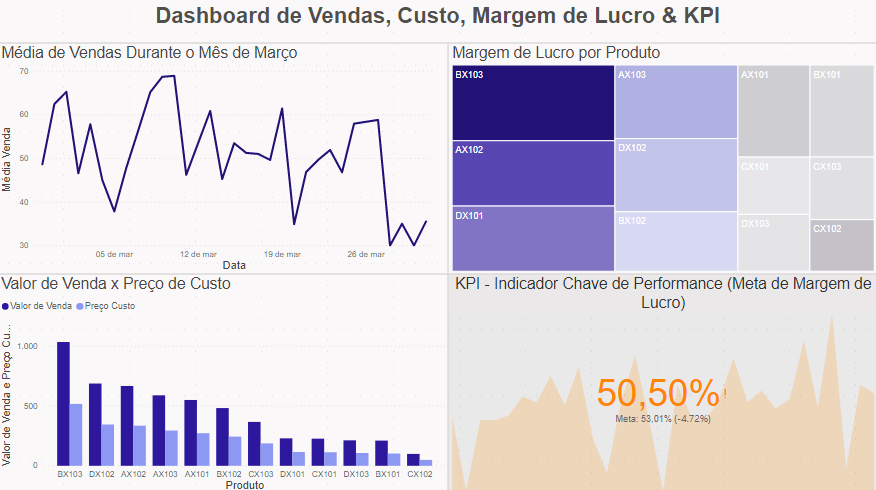 Dashboard de Vendas, Custo, Margem de Lucro & KPI
Média de Vendas Durante o Mês de Março
Média Venda
70
60
50
40
30
05 de mar
12 de mar
19 de mar
26 de mar
Data
Margem de Lucro por Produto
BX103
AX103
AX101
BX101
AX102
DX102
CX101
CX103
DX101
BX102
DX103
CX102
Valor de Venda x Preço de Custo
Valor de Venda
Preço Custo
Valor de Venda e Preço Cu...
1.000
500
0
BX103
DX102
AX102
AX103
AX101
BX102
CX103
DX101
CX101
DX103
BX101
CX102
Produto
KPI - Indicador Chave de Performance (Meta de Margem de
Lucro)
50,50%!
Meta: 53,01% (-4.72%)